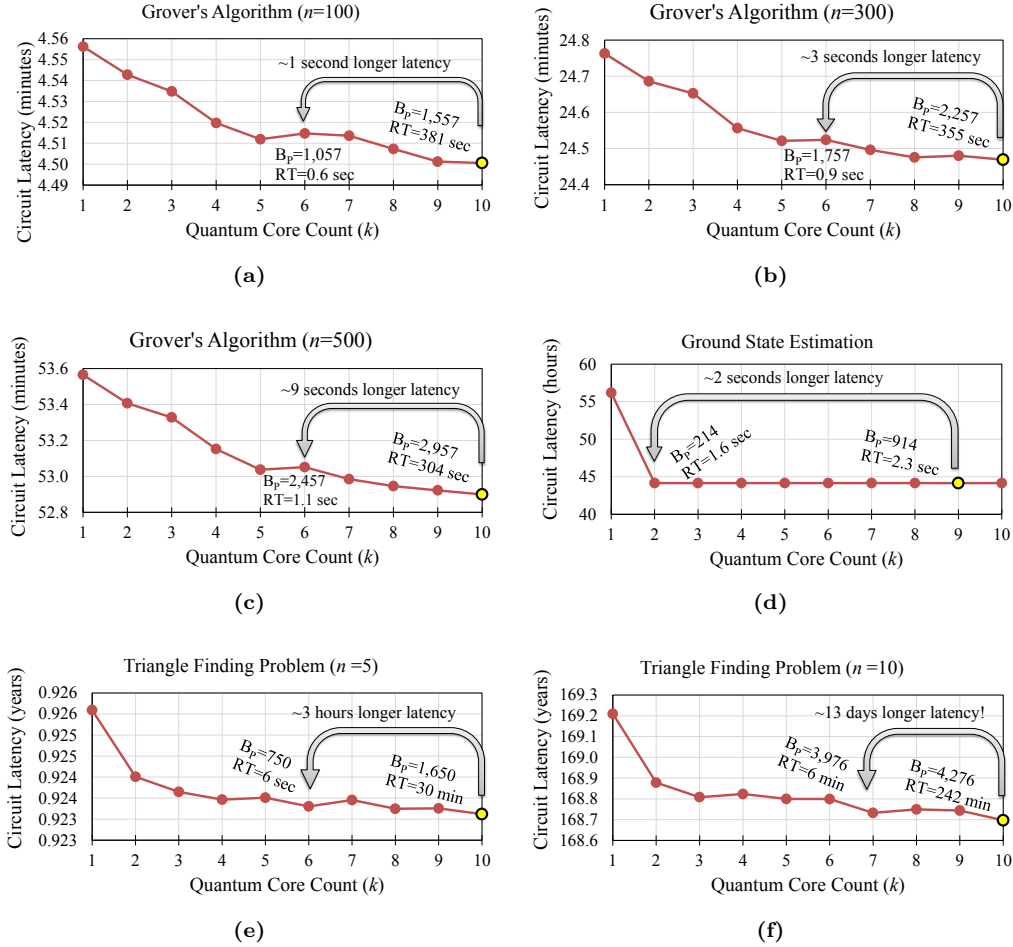 Grover's Algorithm (n=100)
Circuit Latency (minutes)
4.56
4.55
4.54
4.53
4.52
4.51
4.50
4.49
~1 second longer latency
Bₚ=1,557
RT=381 sec
Bₚ=1,057
RT=0.6 sec
1 2 3 4 5 6 7 8 9 10
Quantum Core Count (k)
(a)
Grover's Algorithm (n=300)
Circuit Latency (minutes)
24.8
24.7
24.6
24.5
24.4
~3 seconds longer latency
Bₚ=2,257
RT=355 sec
Bₚ=1,757
RT=0.9 sec
1 2 3 4 5 6 7 8 9 10
Quantum Core Count (k)
(b)
Grover's Algorithm (n=500)
Circuit Latency (minutes)
53.6
53.4
53.2
53.0
52.8
~9 seconds longer latency
Bₚ=2,957
RT=304 sec
Bₚ=2,457
RT=1.1 sec
1 2 3 4 5 6 7 8 9 10
Quantum Core Count (k)
(c)
Ground State Estimation
Circuit Latency (hours)
60
55
50
45
40
~2 seconds longer latency
Bₚ=214
RT=1.6 sec
Bₚ=914
RT=2.3 sec
1 2 3 4 5 6 7 8 9 10
Quantum Core Count (k)
(d)
Triangle Finding Problem (n =5)
Circuit Latency (years)
0.926
0.925
0.924
0.924
0.923
0.923
~3 hours longer latency
Bₚ=750
RT=6 sec
Bₚ=1,650
RT=30 min
1 2 3 4 5 6 7 8 9 10
Quantum Core Count (k)
(e)
Triangle Finding Problem (n =10)
Circuit Latency (years)
169.3
169.2
169.0
168.9
168.8
168.7
168.6
~13 days longer latency!
Bₚ=3,976
RT=6 min
Bₚ=4,276
RT=242 min
1 2 3 4 5 6 7 8 9 10
Quantum Core Count (k)
(f)